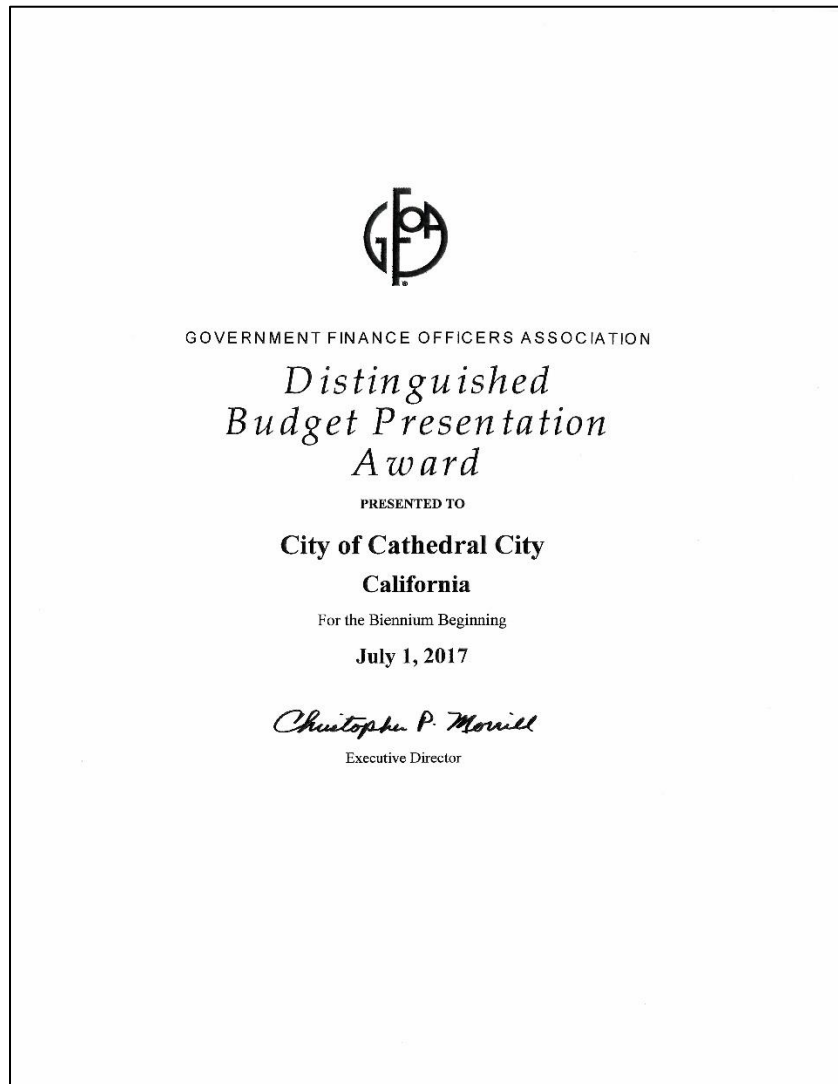 GFOA
GOVERNMENT FINANCE OFFICERS ASSOCIATION
Distinguished
Budget Presentation
Award
PRESENTED TO
City of Cathedral City
California
For the Biennium Beginning
July 1, 2017
Christopher P. Morrill
Executive Director